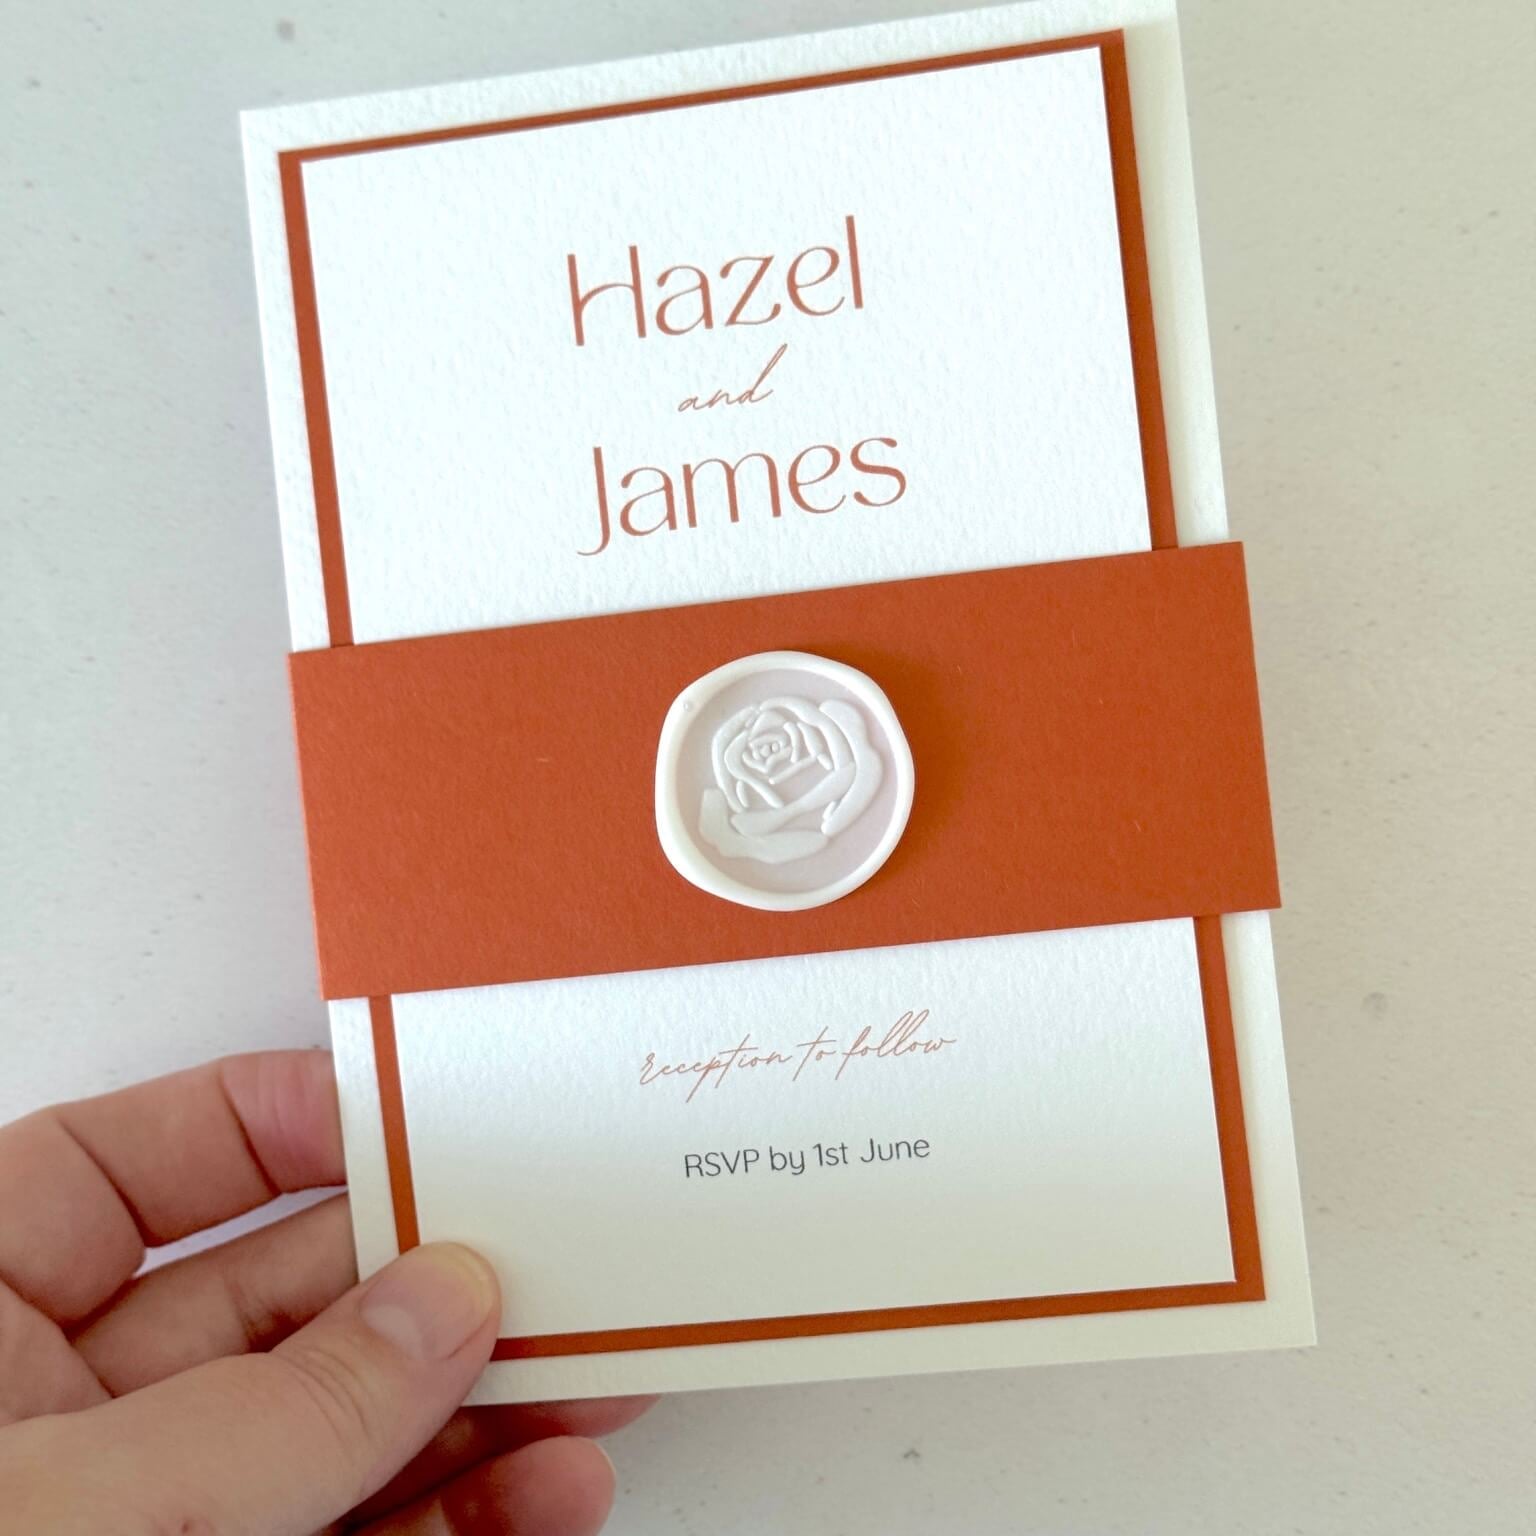 Hazel
and
James
reception to follow
RSVP by 1st June